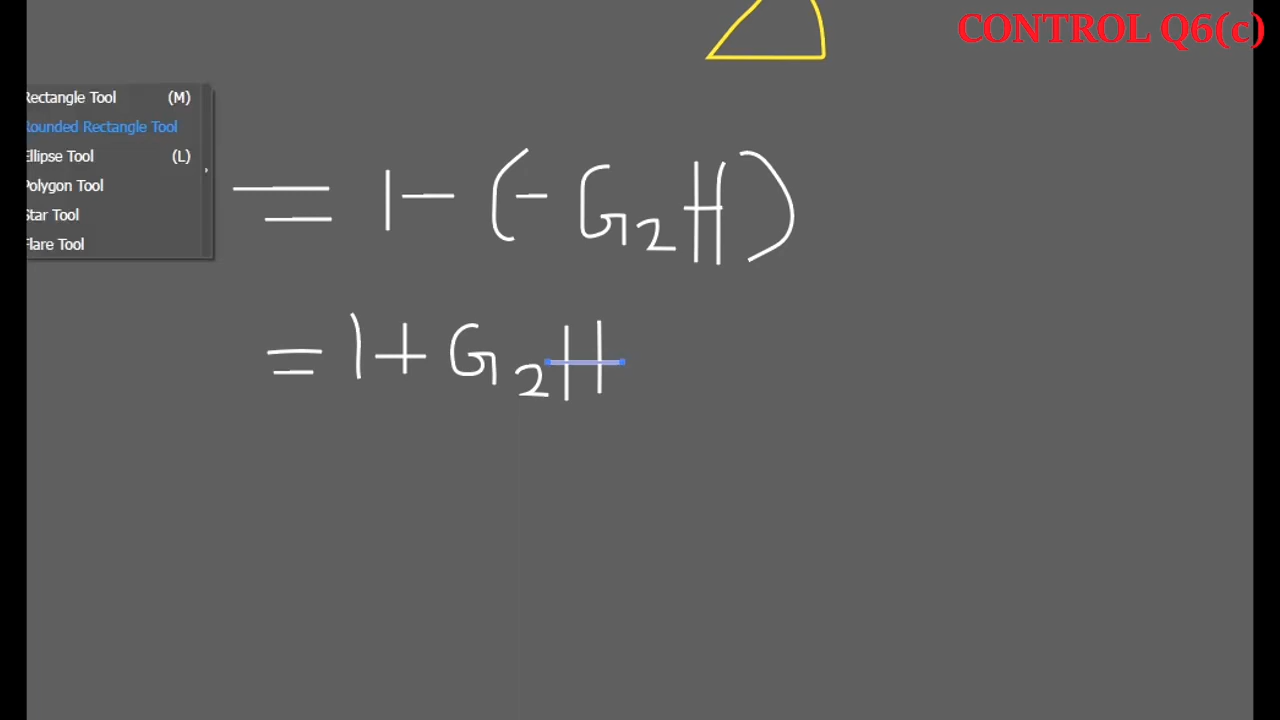 CONTROL Q6(c)
Rectangle Tool (M)
Rounded Rectangle Tool
Ellipse Tool (L)
Polygon Tool
Star Tool
Flare Tool
= 1 - (- G₂H)
= 1 + G₂H